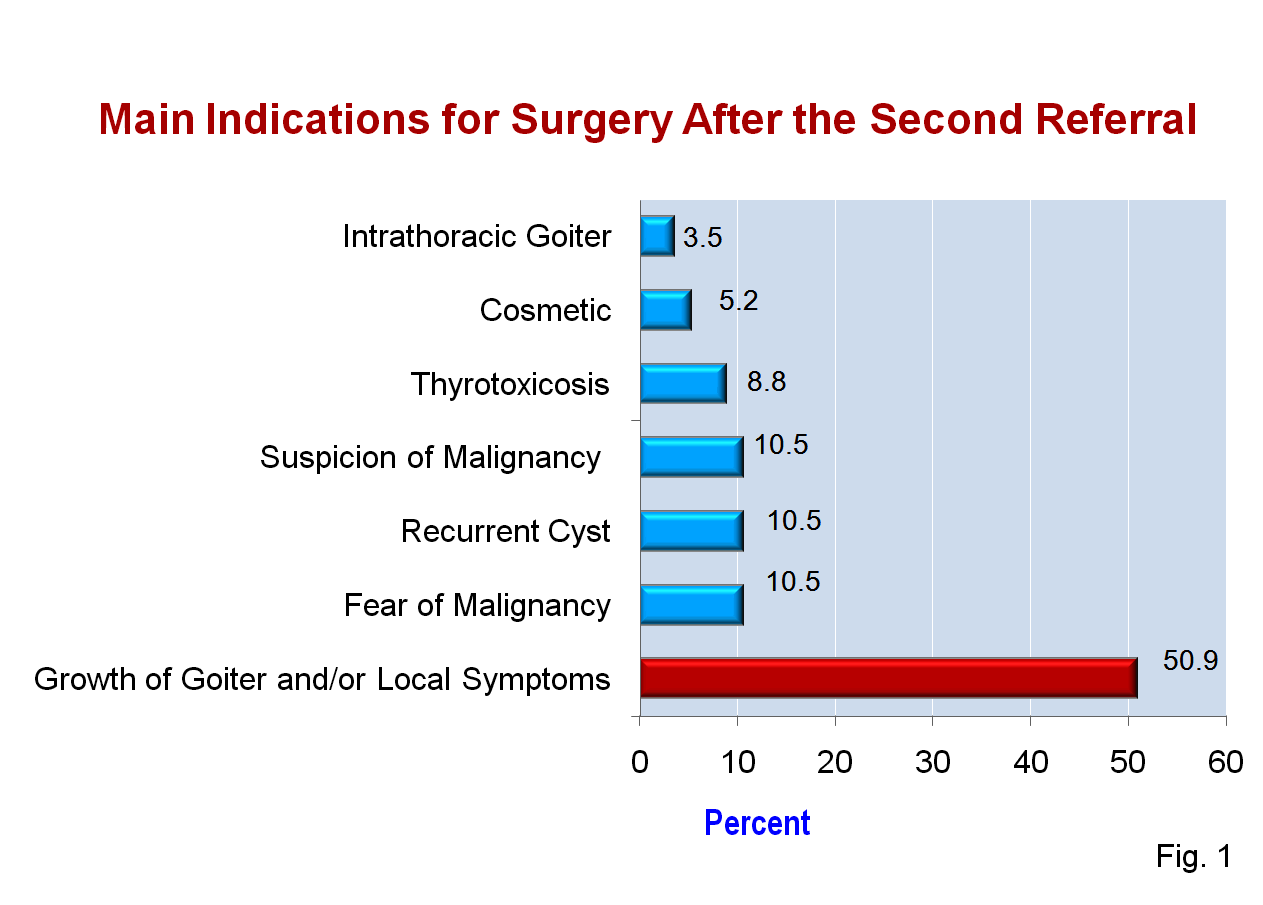 Main Indications for Surgery After the Second Referral
Intrathoracic Goiter
3.5
Cosmetic
5.2
Thyrotoxicosis
8.8
Suspicion of Malignancy
10.5
Recurrent Cyst
10.5
Fear of Malignancy
10.5
Growth of Goiter and/or Local Symptoms
50.9
0 10 20 30 40 50 60
Percent
Fig. 1